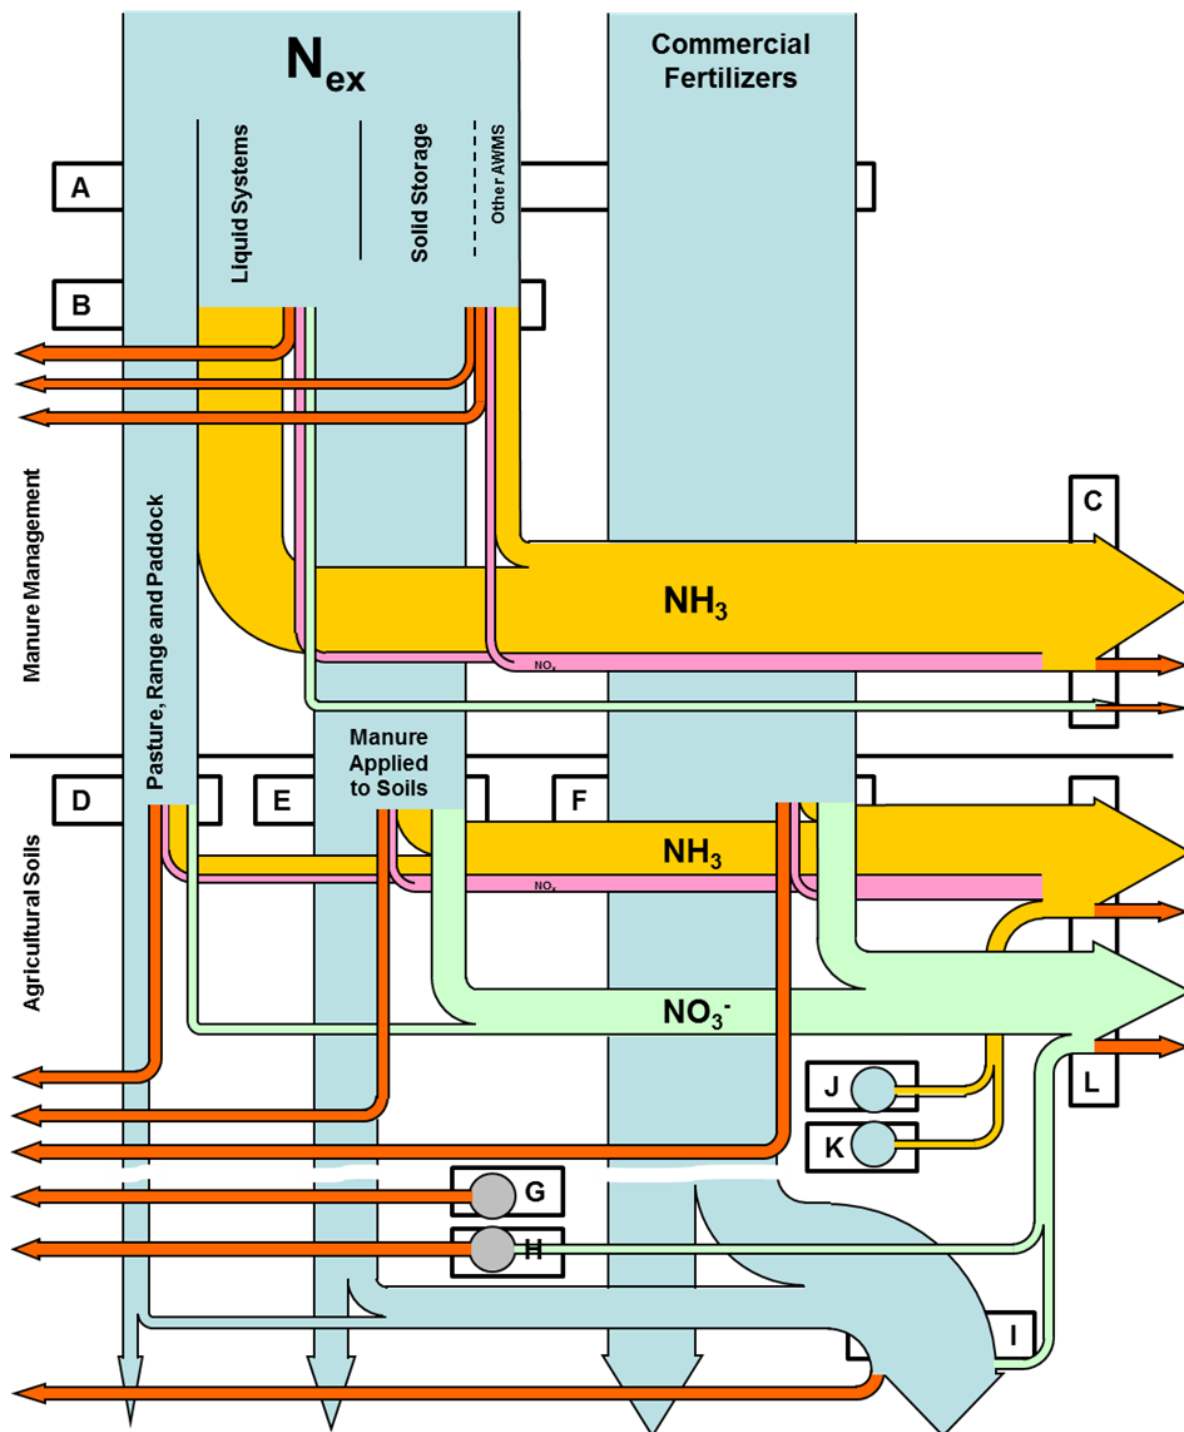 N_ex
Commercial
Fertilizers
Liquid Systems
Solid Storage
Other AWMS
A
B
Manure Management
Pasture, Range and Paddock
C
NH₃
NOₓ
Manure
Applied
to Soils
D
E
F
Agricultural Soils
NH₃
NOₓ
NO₃⁻
J
L
K
G
H
I